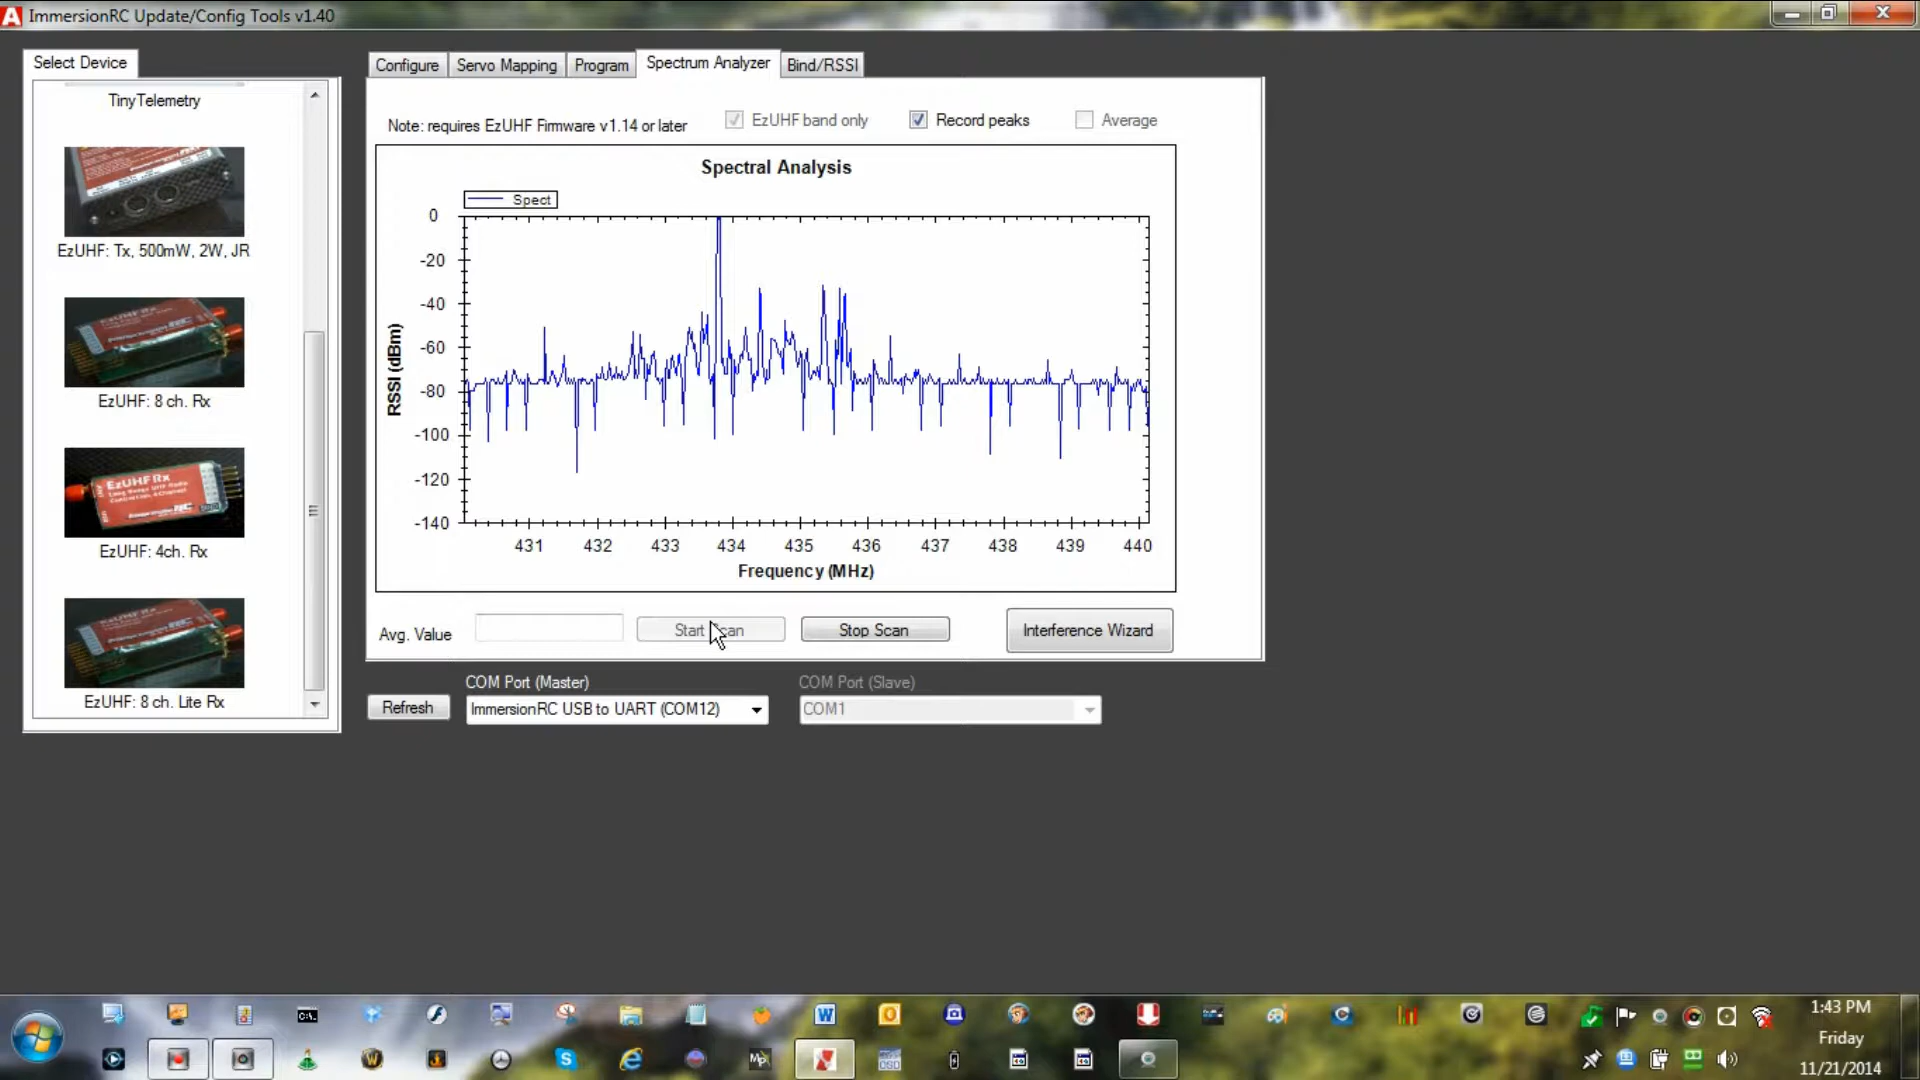 ImmersionRC Update/Config Tools v1.40
Select Device
TinyTelemetry
EzUHF: Tx, 500mW, 2W, JR
EzUHF: 8 ch. Rx
EzUHFRx
EzUHF: 4ch. Rx
EzUHF: 8 ch. Lite Rx
Configure
Servo Mapping
Program
Spectrum Analyzer
Bind/RSSI
Note: requires EzUHF Firmware v1.14 or later
EzUHF band only
Record peaks
Average
Spectral Analysis
Spect
RSSI (dBm)
0
-20
-40
-60
-80
-100
-120
-140
431 432 433 434 435 436 437 438 439 440
Frequency (MHz)
Avg. Value
Start Scan
Stop Scan
Interference Wizard
Refresh
COM Port (Master)
ImmersionRC USB to UART (COM12)
COM Port (Slave)
COM1
1:43 PM
Friday
11/21/2014